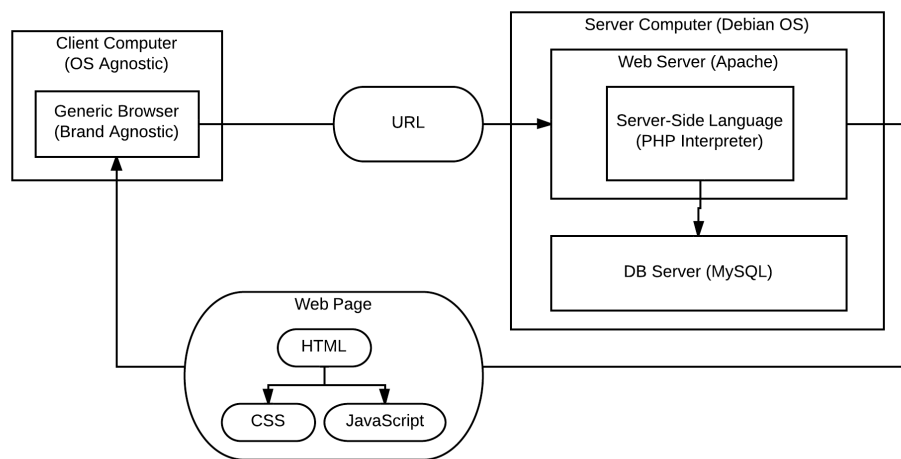 Client Computer
(OS Agnostic)
Generic Browser
(Brand Agnostic)
URL
Server Computer (Debian OS)
Web Server (Apache)
Server-Side Language
(PHP Interpreter)
DB Server (MySQL)
Web Page
HTML
CSS
JavaScript